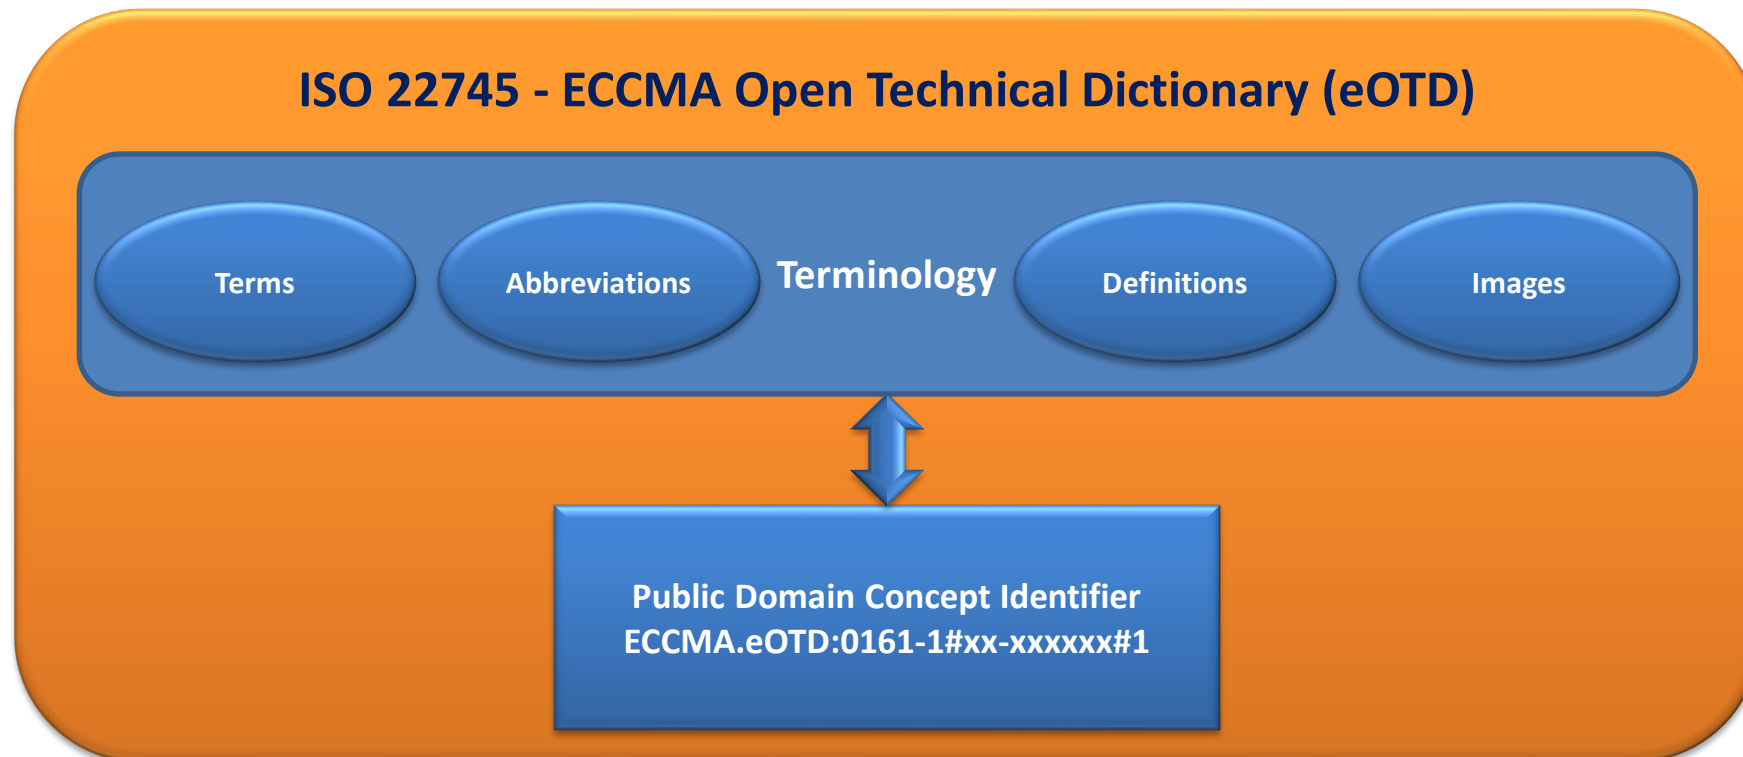 ISO 22745 - ECCMA Open Technical Dictionary (eOTD)
Terms
Abbreviations
Terminology
Definitions
Images
Public Domain Concept Identifier
ECCMA.eOTD:0161-1#xx-xxxxxx#1